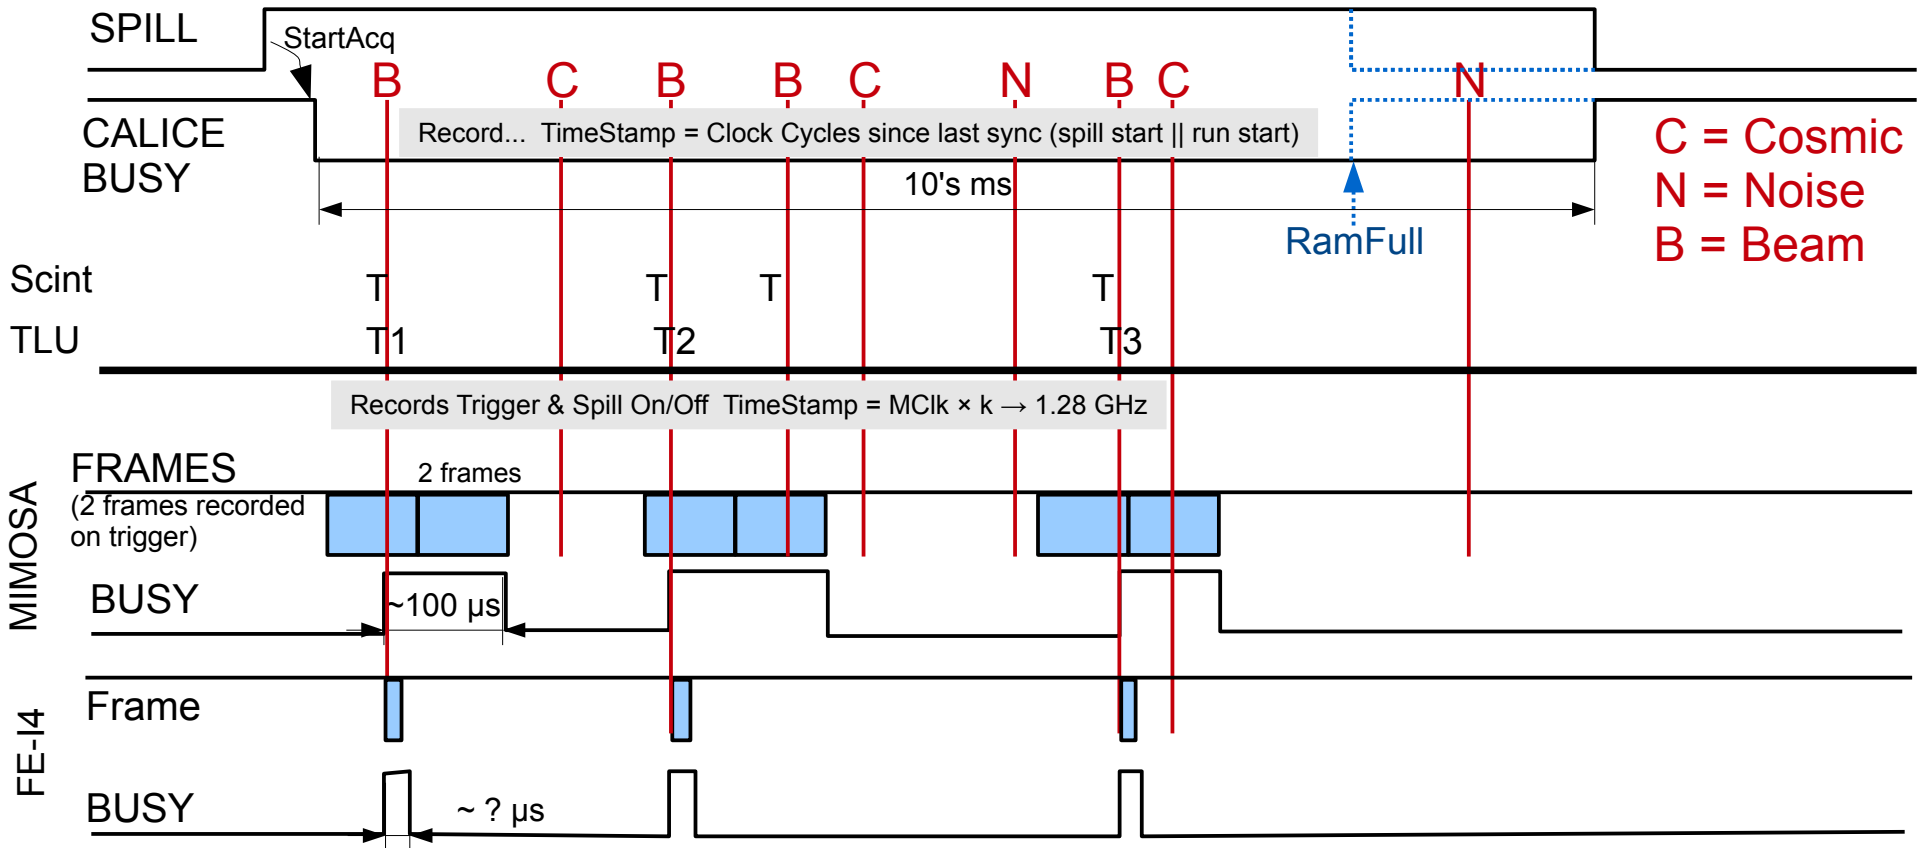 SPILL
StartAcq
B C B B C N B C N
CALICE
BUSY
Record... TimeStamp = Clock Cycles since last sync (spill start || run start)
10's ms
RamFull
C = Cosmic
N = Noise
B = Beam
Scint
T T T T
TLU
T1 T2 T3
Records Trigger & Spill On/Off TimeStamp = MClk × k → 1.28 GHz
MIMOSA
FRAMES
(2 frames recorded
on trigger)
2 frames
BUSY
~100 µs
FE-I4
Frame
BUSY
~ ? µs